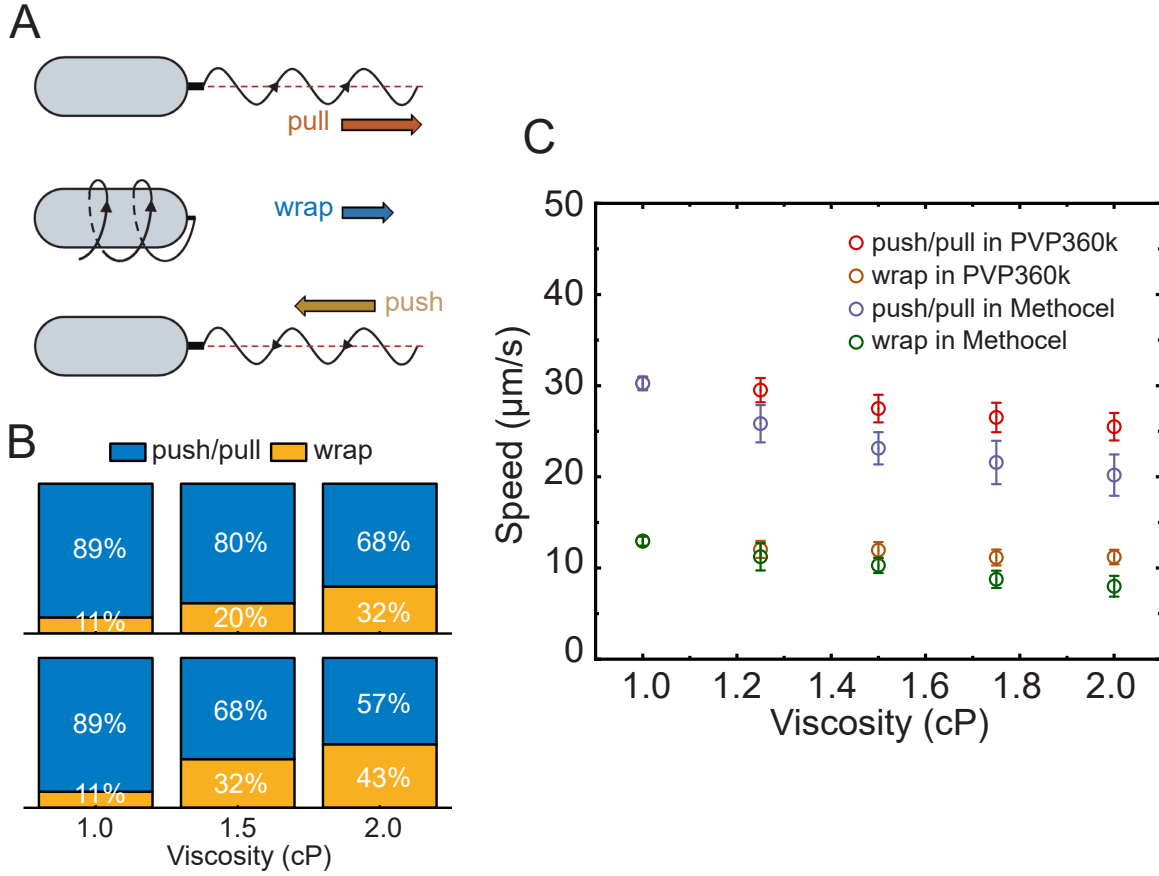 A
pull
wrap
push
B
push/pull wrap
89% 80% 68%
11% 20% 32%
89% 68% 57%
11% 32% 43%
1.0 1.5 2.0
Viscosity (cP)
C
50
40
30
20
10
0
Speed (µm/s)
push/pull in PVP360k
wrap in PVP360k
push/pull in Methocel
wrap in Methocel
1.0 1.2 1.4 1.6 1.8 2.0
Viscosity (cP)